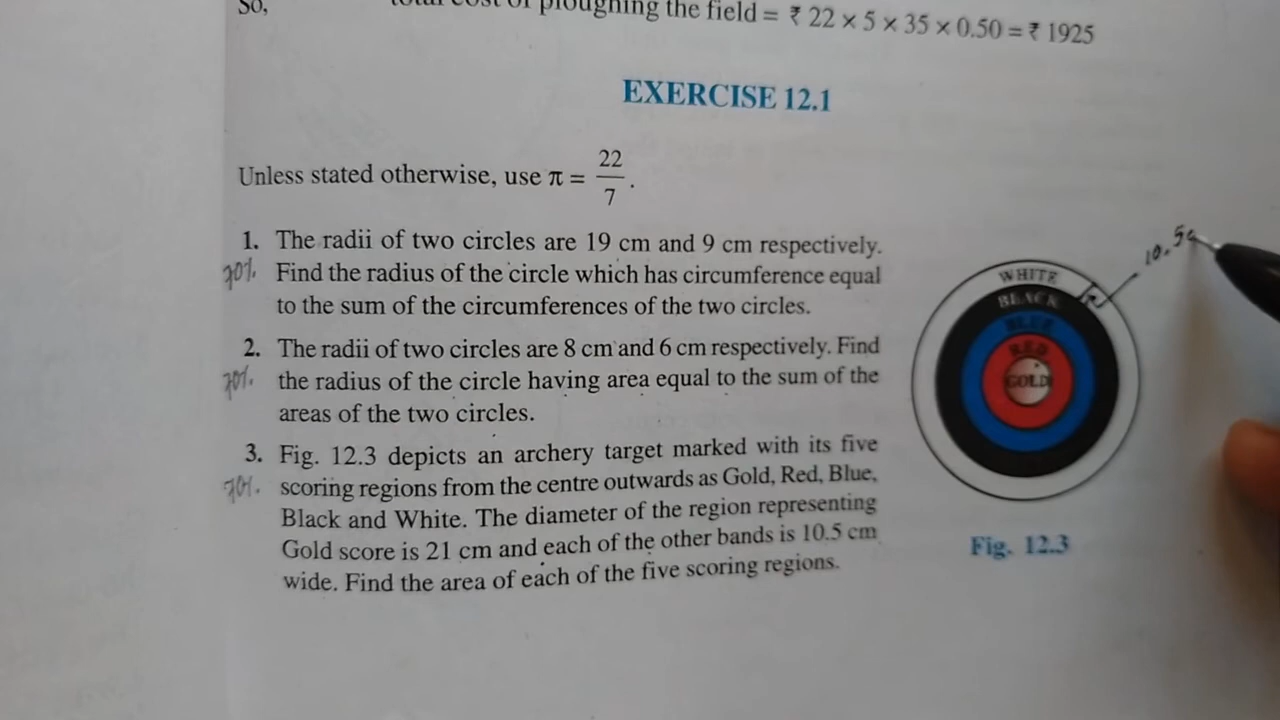 So, total cost of ploughing the field = ₹ 22 × 5 × 35 × 0.50 = ₹ 1925
EXERCISE 12.1
Unless stated otherwise, use π = 22/7.
1. The radii of two circles are 19 cm and 9 cm respectively.
Find the radius of the circle which has circumference equal
to the sum of the circumferences of the two circles.
2. The radii of two circles are 8 cm and 6 cm respectively. Find
the radius of the circle having area equal to the sum of the
areas of the two circles.
3. Fig. 12.3 depicts an archery target marked with its five
scoring regions from the centre outwards as Gold, Red, Blue,
Black and White. The diameter of the region representing
Gold score is 21 cm and each of the other bands is 10.5 cm
wide. Find the area of each of the five scoring regions.
10.5
WHITE
BLACK
BLUE
RED
GOLD
Fig. 12.3